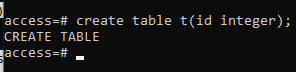 access=# create table t(id integer);
CREATE TABLE
access=#